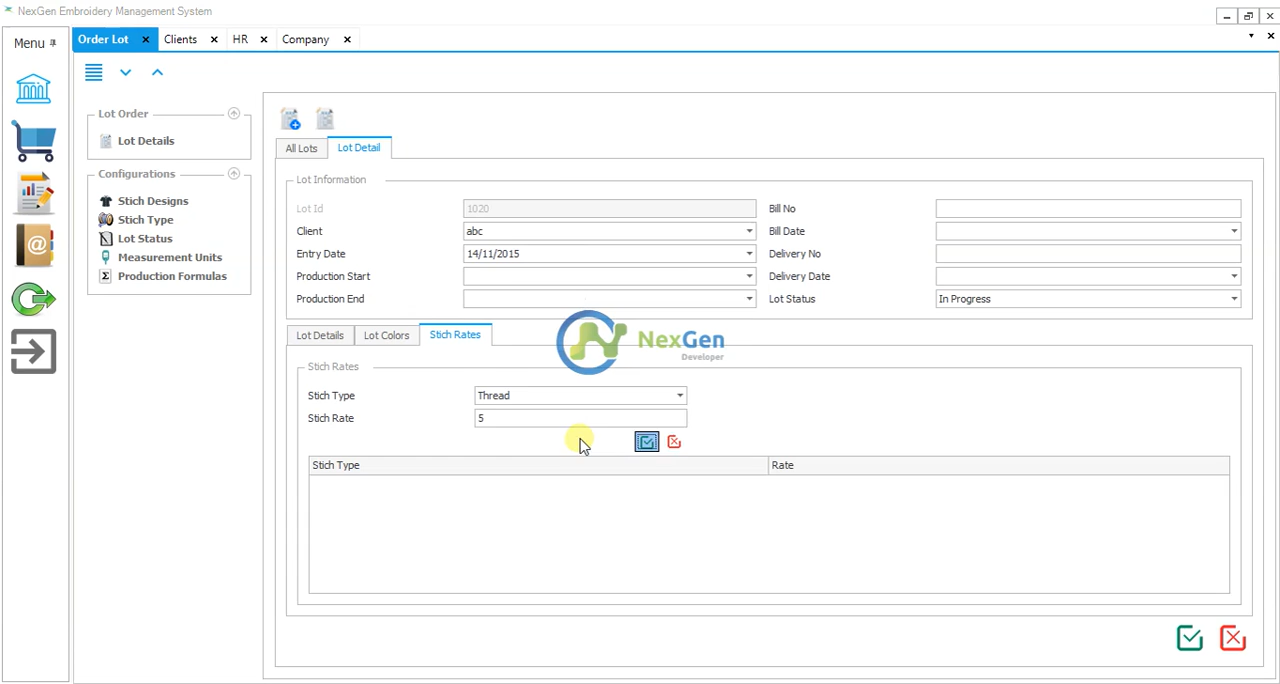 NexGen Embroidery Management System
Menu
Order Lot
Clients
HR
Company
Lot Order
Lot Details
Configurations
Stich Designs
Stich Type
Lot Status
Measurement Units
Production Formulas
All Lots
Lot Detail
Lot Information
Lot Id
1020
Bill No
Client
abc
Bill Date
Entry Date
14/11/2015
Delivery No
Production Start
Delivery Date
Production End
Lot Status
In Progress
Lot Details
Lot Colors
Stich Rates
NexGen
Developer
Stich Rates
Stich Type
Thread
Stich Rate
5
Stich Type
Rate